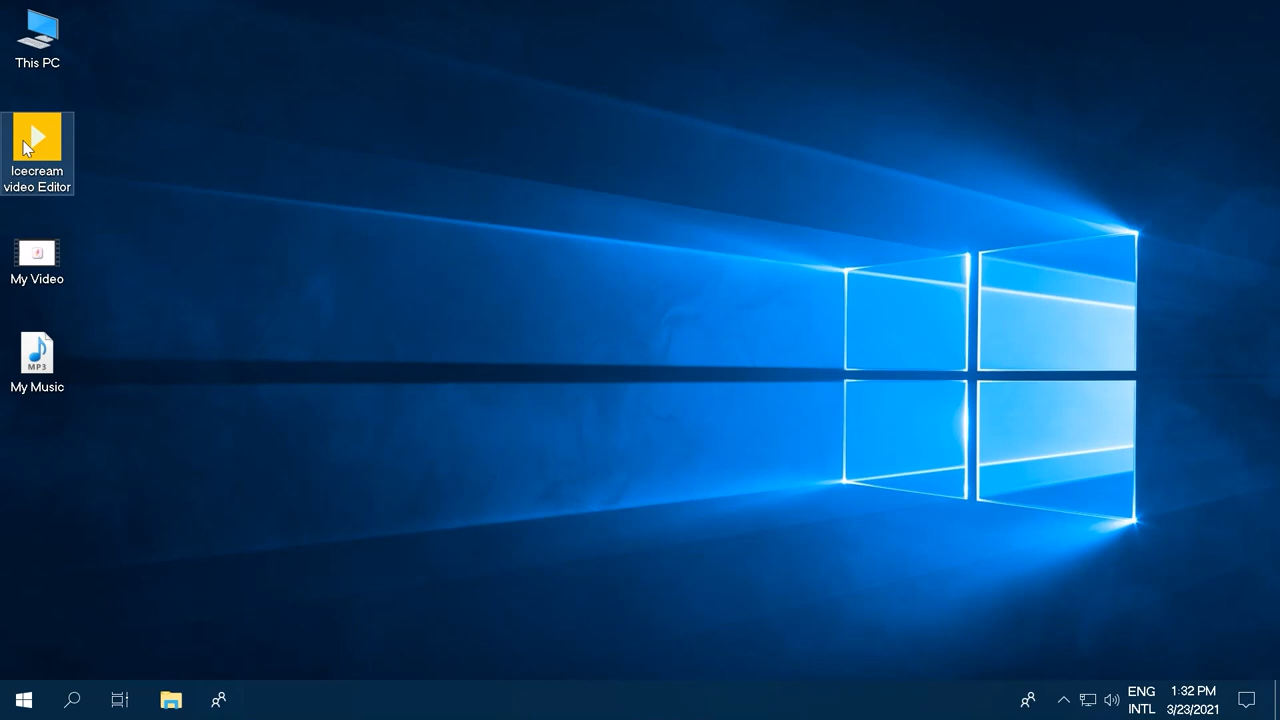 This PC
Icecream
video Editor
My Video
MP3
My Music
ENG
INTL
1:32 PM
3/23/2021